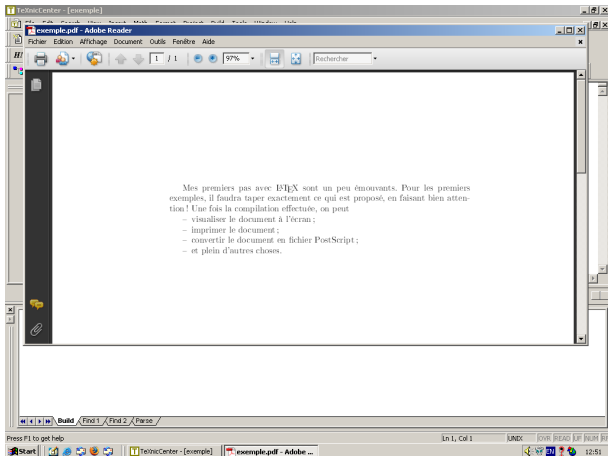 TeXnicCenter - [exemple]
exemple.pdf - Adobe Reader
Fichier Edition Affichage Document Outils Fenêtre Aide
1 / 1 97% Rechercher
Mes premiers pas avec LATEX sont un peu émouvants. Pour les premiers
exemples, il faudra taper exactement ce qui est proposé, en faisant bien atten-
tion ! Une fois la compilation effectuée, on peut
– visualiser le document à l'écran ;
– imprimer le document ;
– convertir le document en fichier PostScript ;
– et plein d'autres choses.
Build Find 1 Find 2 Parse
Press F1 to get help Ln 1, Col 1 UNIX OVR READ LF NUM
Start TeXnicCenter - [exemple] exemple.pdf - Adobe ... EN 12:51